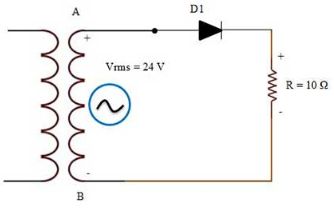 A
D1
+
+
Vrms = 24 V
R = 10 Ω
-
-
B